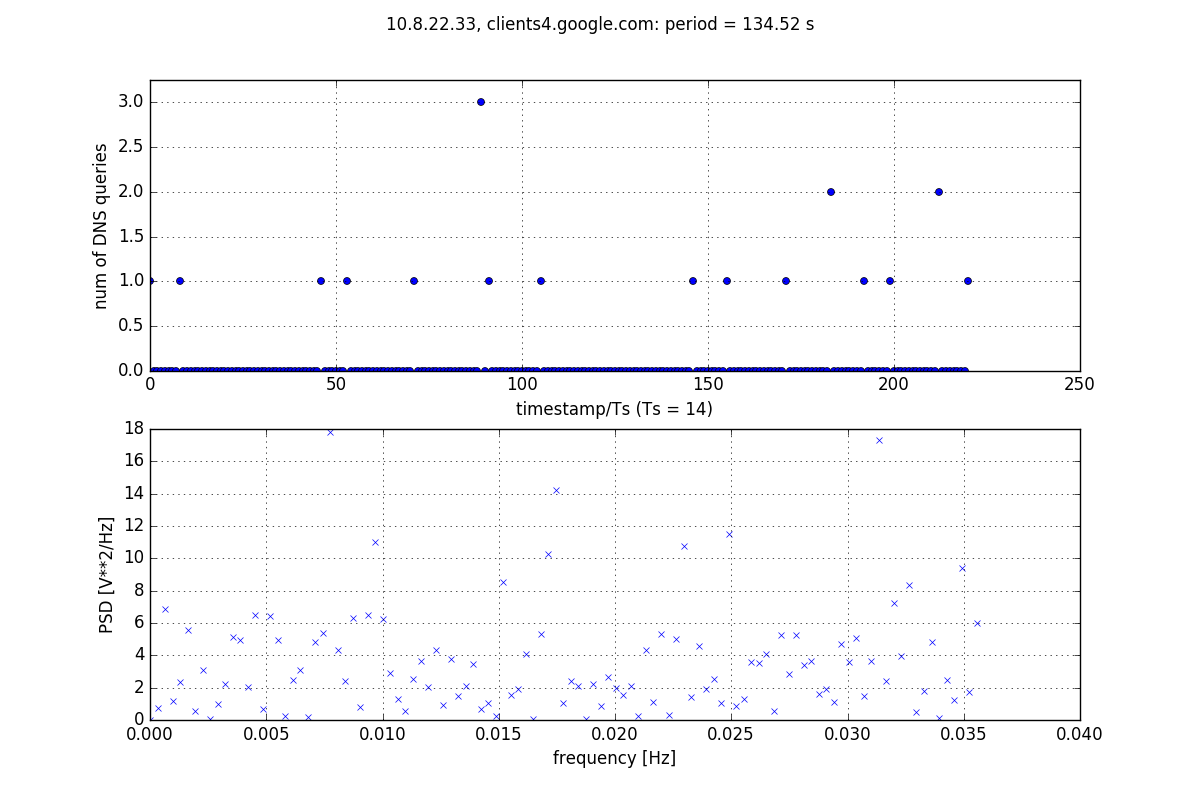 10.8.22.33, clients4.google.com: period = 134.52 s
3.0
2.5
2.0
1.5
1.0
0.5
0.0
num of DNS queries
0 50 100 150 200 250
timestamp/Ts (Ts = 14)
18
16
14
12
10
8
6
4
2
0
PSD [V**2/Hz]
0.000 0.005 0.010 0.015 0.020 0.025 0.030 0.035 0.040
frequency [Hz]